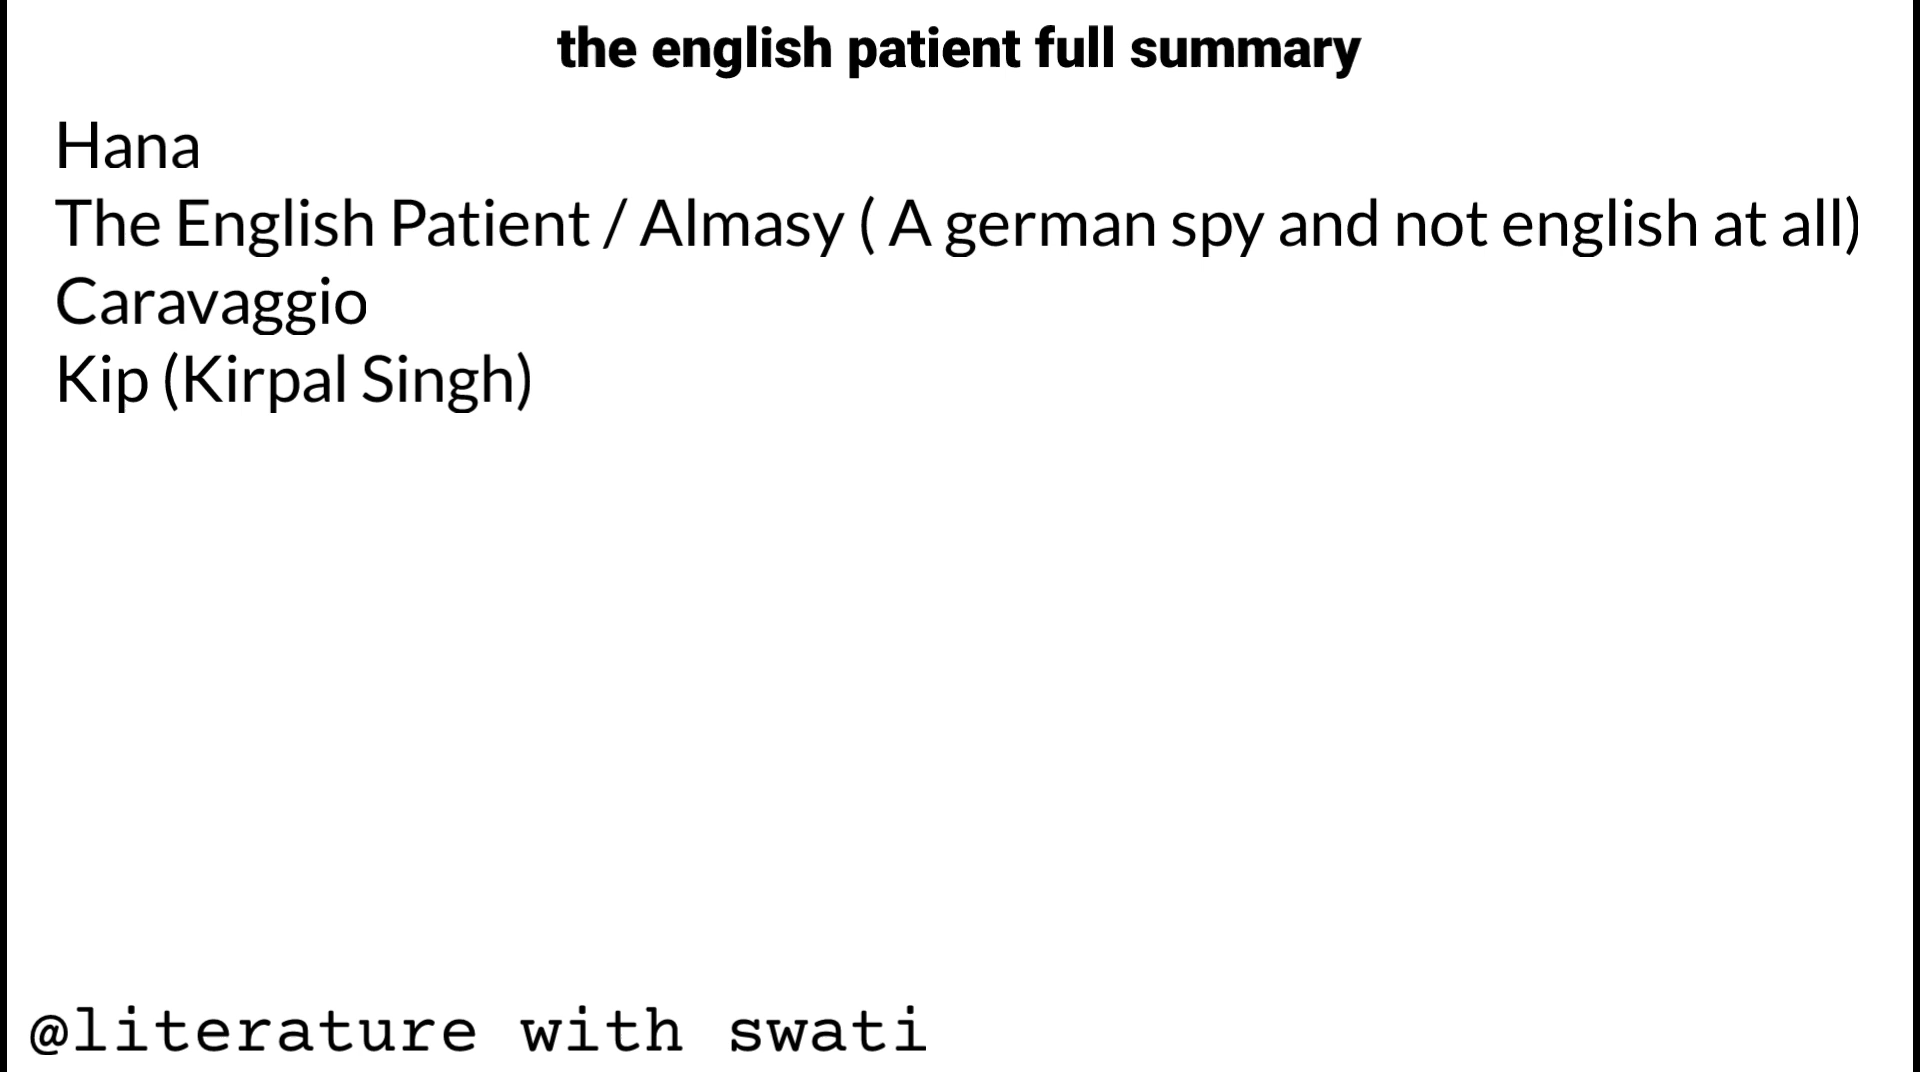 the english patient full summary
Hana
The English Patient / Almasy ( A german spy and not english at all)
Caravaggio
Kip (Kirpal Singh)
@literature with swati